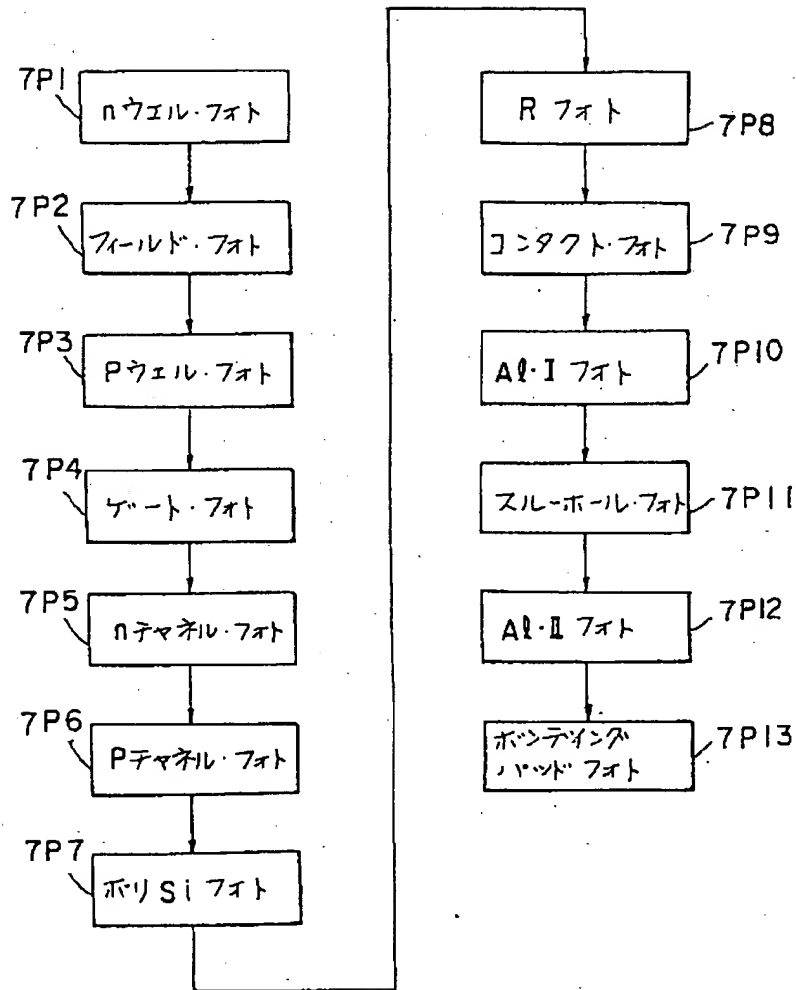 7P1
nウエル・フォト
7P2
フィールド・フォト
7P3
Pウエル・フォト
7P4
ゲート・フォト
7P5
nチャネル・フォト
7P6
Pチャネル・フォト
7P7
ポリSiフォト
R フォト
7P8
コンタクト・フォト
7P9
Al・I フォト
7P10
スルーホール・フォト
7P11
Al・II フォト
7P12
ボンデイング
パッド フォト
7P13